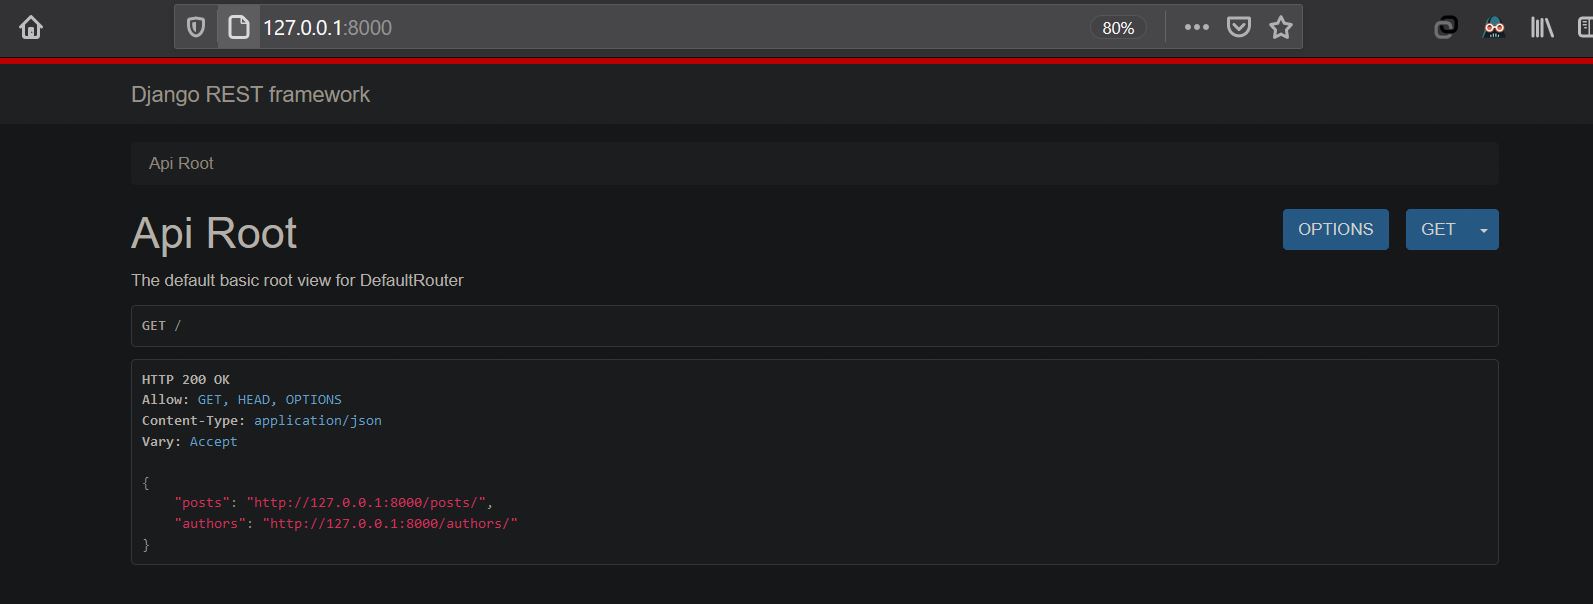 127.0.0.1:8000 80%
Django REST framework
Api Root
Api Root OPTIONS GET
The default basic root view for DefaultRouter
GET /
HTTP 200 OK
Allow: GET, HEAD, OPTIONS
Content-Type: application/json
Vary: Accept
{
    "posts": "http://127.0.0.1:8000/posts/",
    "authors": "http://127.0.0.1:8000/authors/"
}